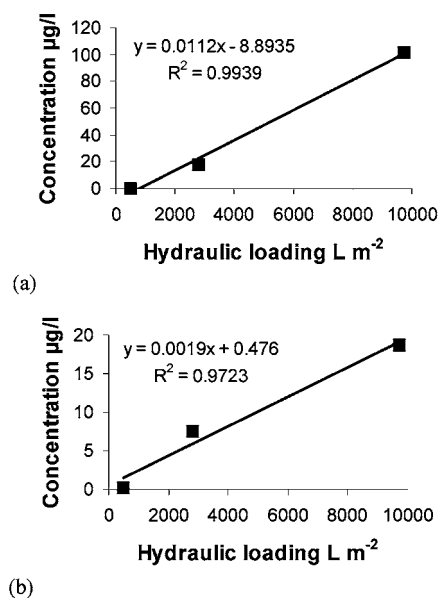 y = 0.0112x - 8.8935
R² = 0.9939
Concentration µg/l
120
100
80
60
40
20
0
0 2000 4000 6000 8000 10000
Hydraulic loading L m⁻²
(a)
y = 0.0019x + 0.476
R² = 0.9723
Concentration µg/l
20
15
10
5
0
0 2000 4000 6000 8000 10000
Hydraulic loading L m⁻²
(b)